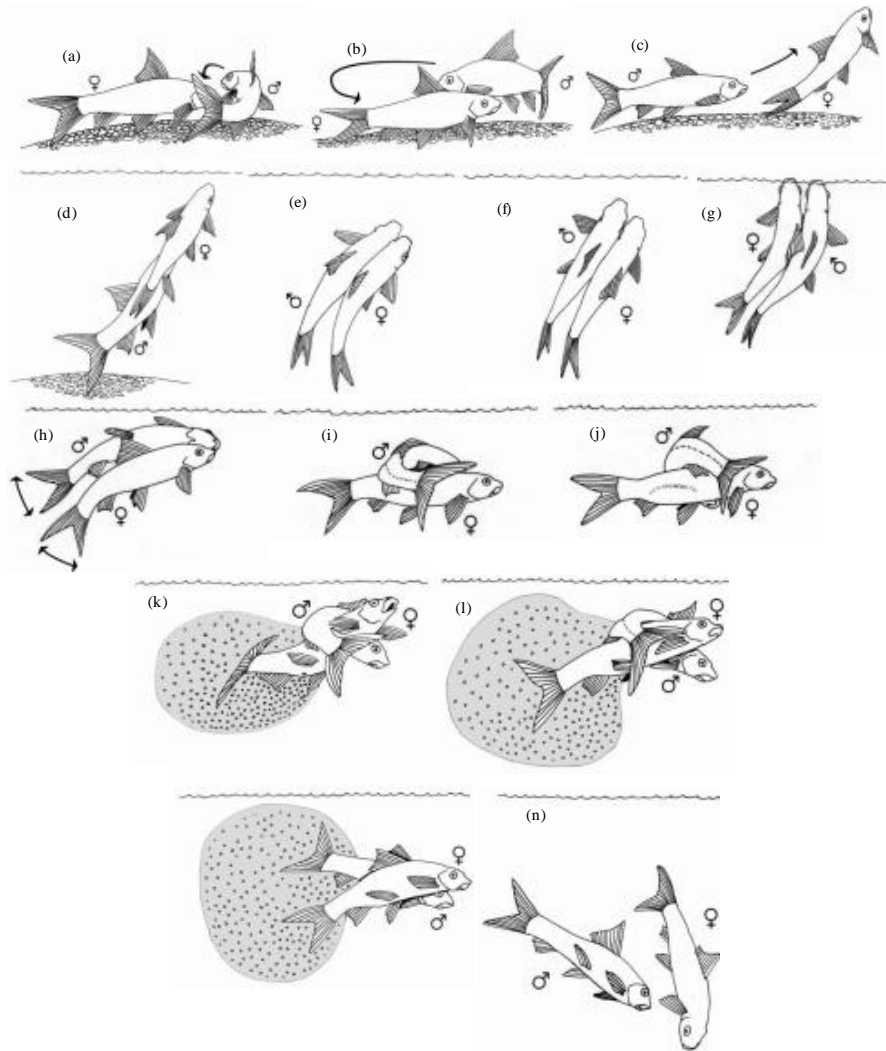 (a)
♀
♂
(b)
♀
♂
(c)
♂
♀
(d)
♀
♂
(e)
♂
♀
(f)
♂
♀
(g)
♀
♂
(h)
♂
♀
(i)
♂
♀
(j)
♂
♀
(k)
♂
♀
(l)
♀
♂
♀
♂
(n)
♂
♀